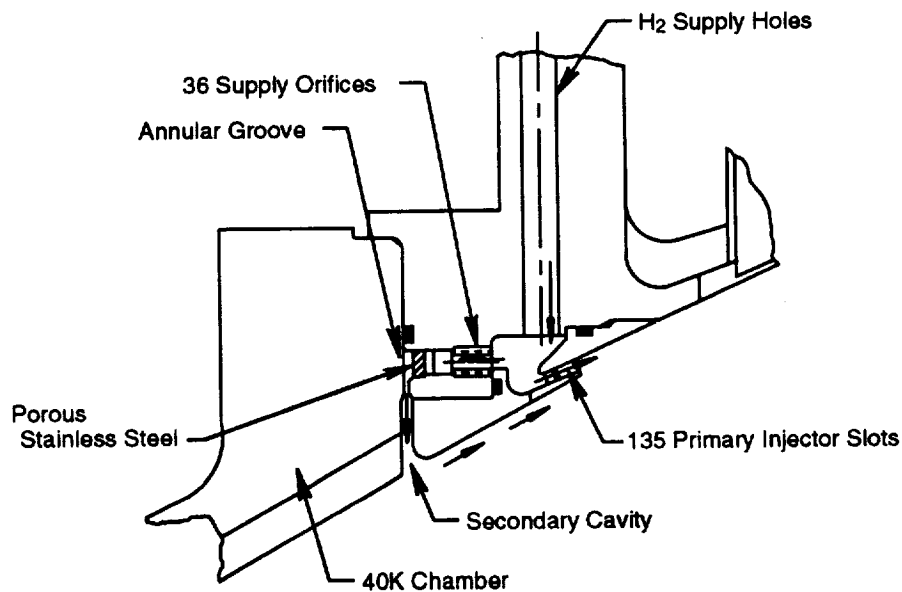 H₂ Supply Holes
36 Supply Orifices
Annular Groove
Porous
Stainless Steel
135 Primary Injector Slots
Secondary Cavity
40K Chamber